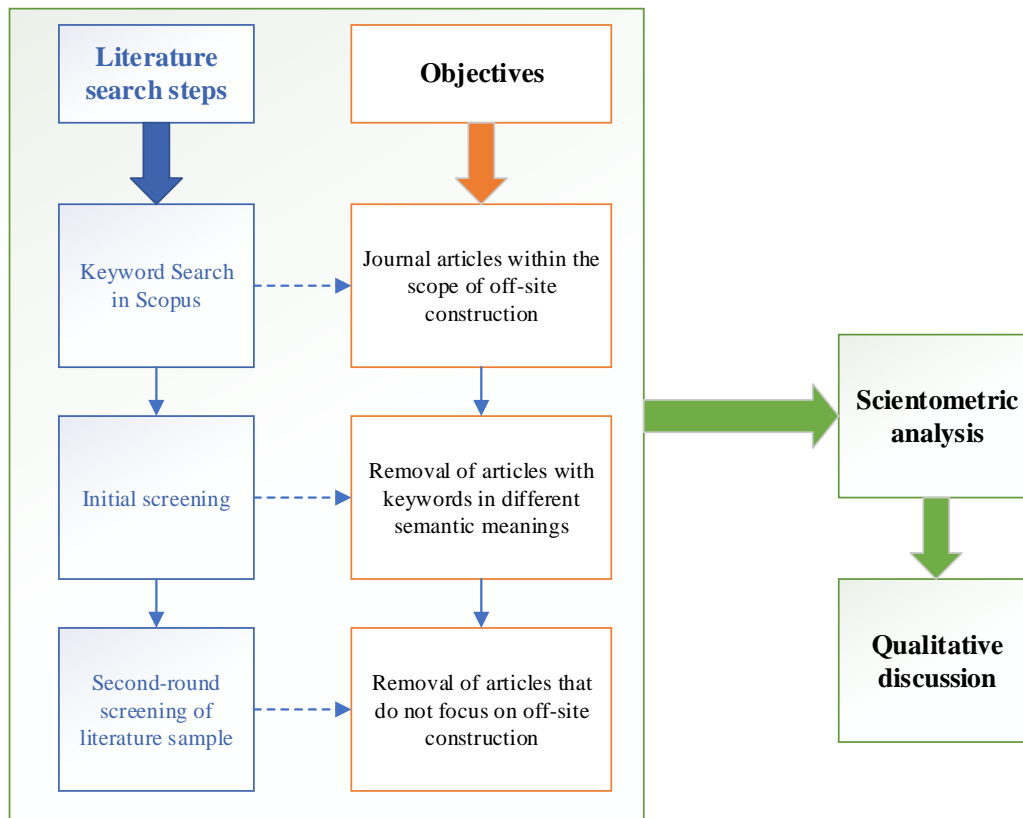 Literature
search steps
Objectives
Keyword Search
in Scopus
Journal articles within the
scope of off-site
construction
Initial screening
Removal of articles with
keywords in different
semantic meanings
Second-round
screening of
literature sample
Removal of articles that
do not focus on off-site
construction
Scientometric
analysis
Qualitative
discussion